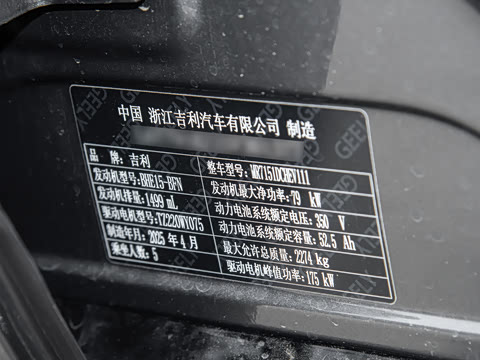 中国 浙江吉利汽车有限公司 制造
品 牌：吉利
整车型号：MR7151DCHEV111
发动机型号：BHE15-BFN
发动机最大净功率：79 kW
发动机排量：1499 mL
动力电池系统额定电压：350 V
驱动电机型号：TZ220WY075
动力电池系统额定容量：52.5 Ah
制造年月：2025 年 4 月
最大允许总质量：2274 kg
乘坐人数：5
驱动电机峰值功率：175 kW